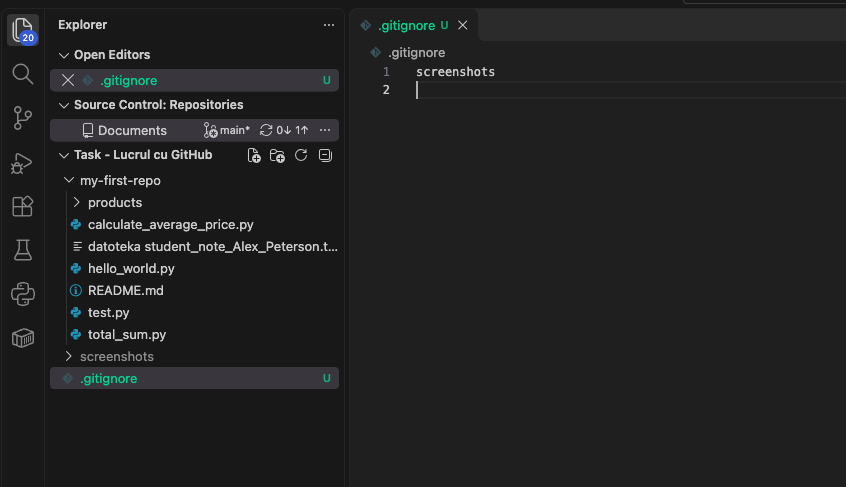 20
Explorer
Open Editors
.gitignore U
Source Control: Repositories
Documents main* 0↓ 1↑
Task - Lucrul cu GitHub
my-first-repo
products
calculate_average_price.py
datoteka student_note_Alex_Peterson.t...
hello_world.py
README.md
test.py
total_sum.py
screenshots
.gitignore U
.gitignore U
.gitignore
1 screenshots
2